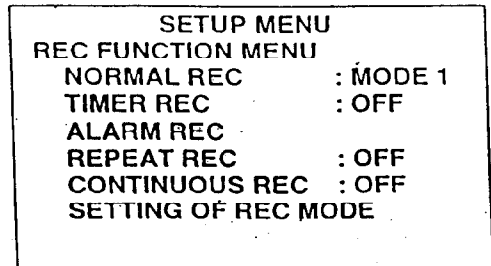 SETUP MENU
REC FUNCTION MENU
NORMAL REC : MODE 1
TIMER REC : OFF
ALARM REC
REPEAT REC : OFF
CONTINUOUS REC : OFF
SETTING OF REC MODE